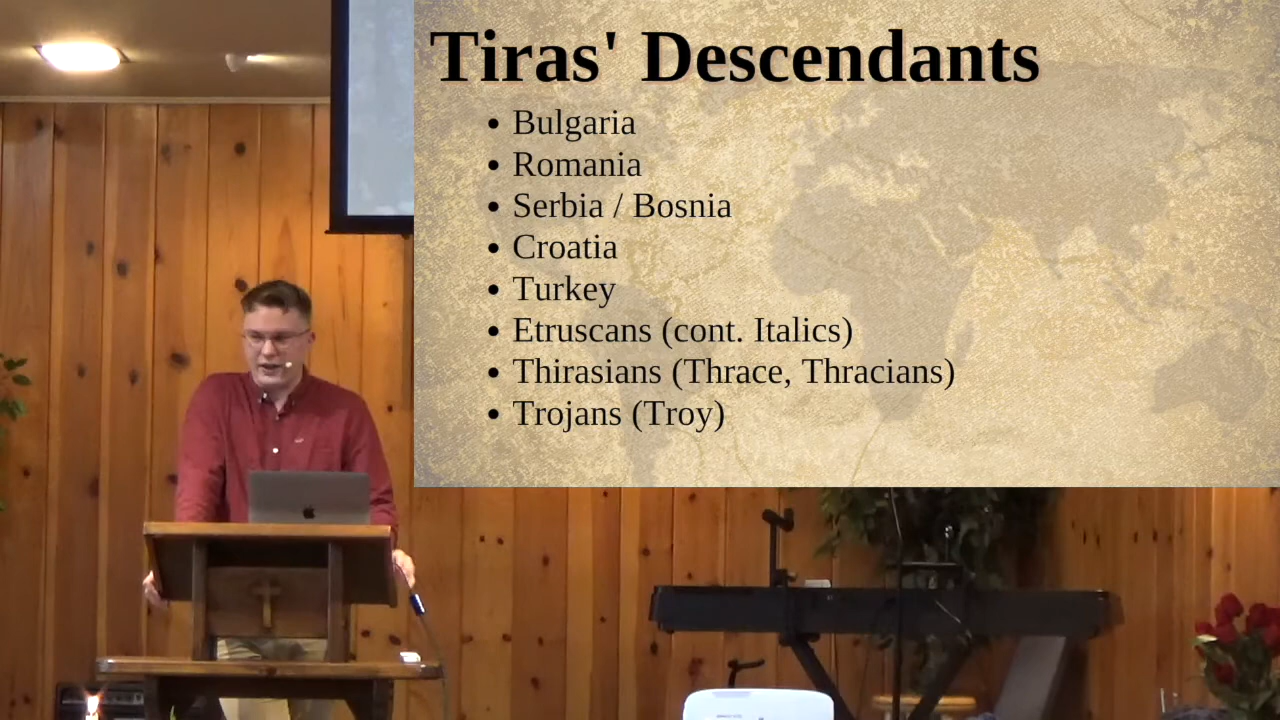 Tiras' Descendants
• Bulgaria
• Romania
• Serbia / Bosnia
• Croatia
• Turkey
• Etruscans (cont. Italics)
• Thirasians (Thrace, Thracians)
• Trojans (Troy)